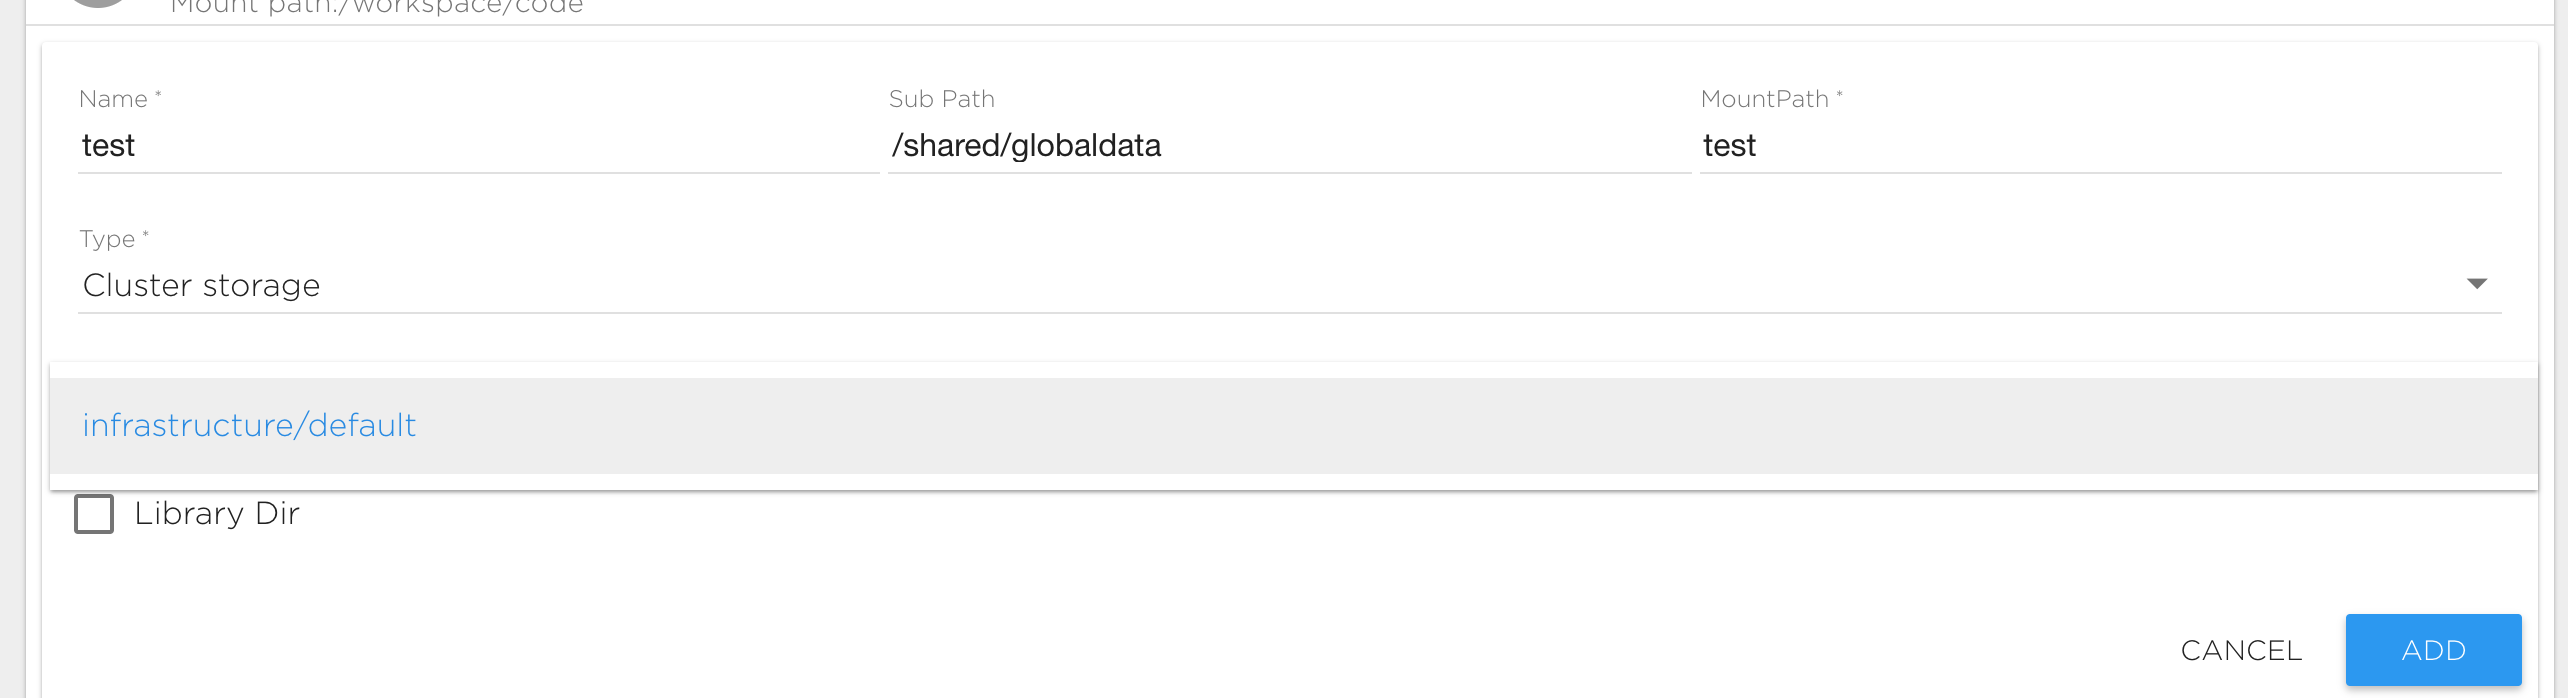 Mount path:/workspace/code
Name * Sub Path MountPath *
test /shared/globaldata test
Type *
Cluster storage
infrastructure/default
Library Dir
CANCEL ADD